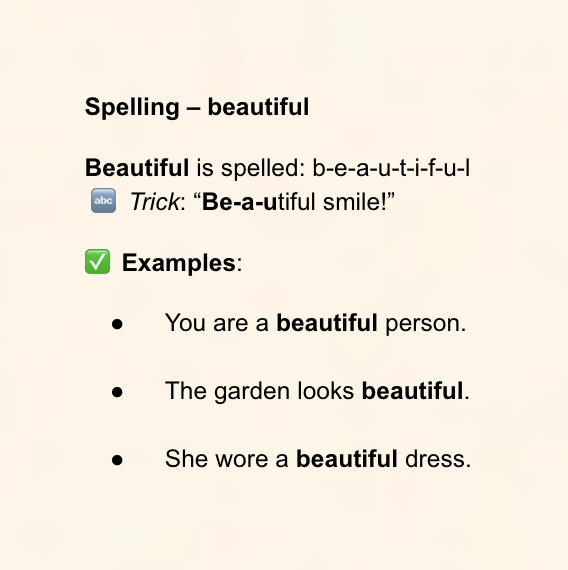 Spelling – beautiful
Beautiful is spelled: b-e-a-u-t-i-f-u-l
🔤 Trick: “Be-a-utiful smile!”
✅ Examples:
● You are a beautiful person.
● The garden looks beautiful.
● She wore a beautiful dress.